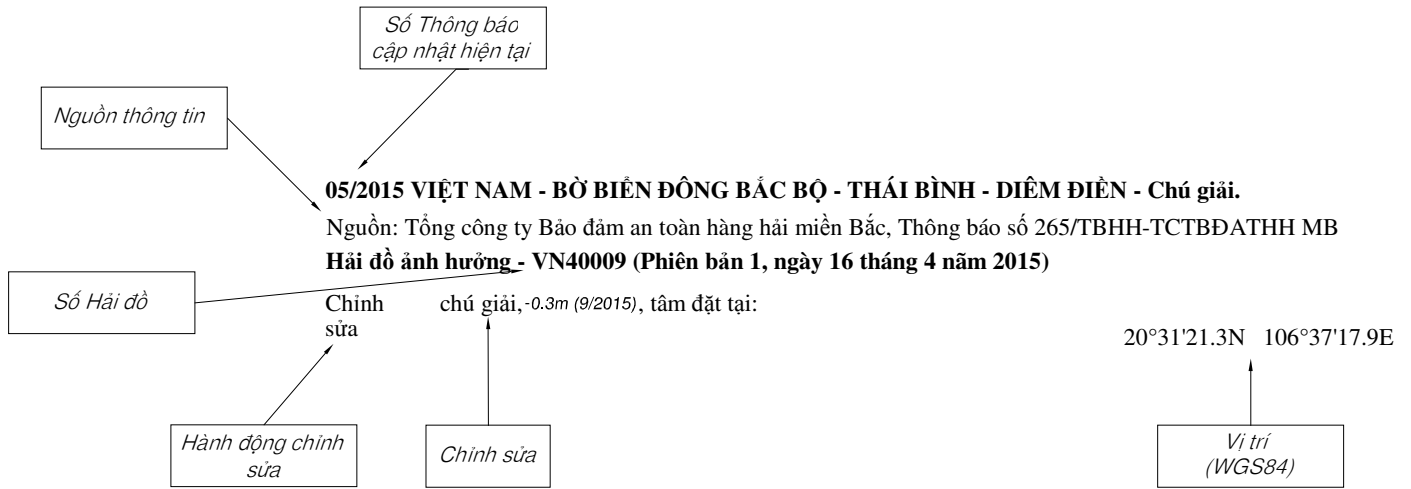 Số Thông báo
cập nhật hiện tại
Nguồn thông tin
05/2015 VIỆT NAM - BỜ BIỂN ĐÔNG BẮC BỘ - THÁI BÌNH - DIÊM ĐIỀN - Chú giải.
Nguồn: Tổng công ty Bảo đảm an toàn hàng hải miền Bắc, Thông báo số 265/TBHH-TCTBĐATHH MB
Hải đồ ảnh hưởng - VN40009 (Phiên bản 1, ngày 16 tháng 4 năm 2015)
Số Hải đồ
Chỉnh sửa chú giải, -0.3m (9/2015), tâm đặt tại:
20°31'21.3N 106°37'17.9E
Hành động chỉnh
sửa
Chỉnh sửa
Vị trí
(WGS84)